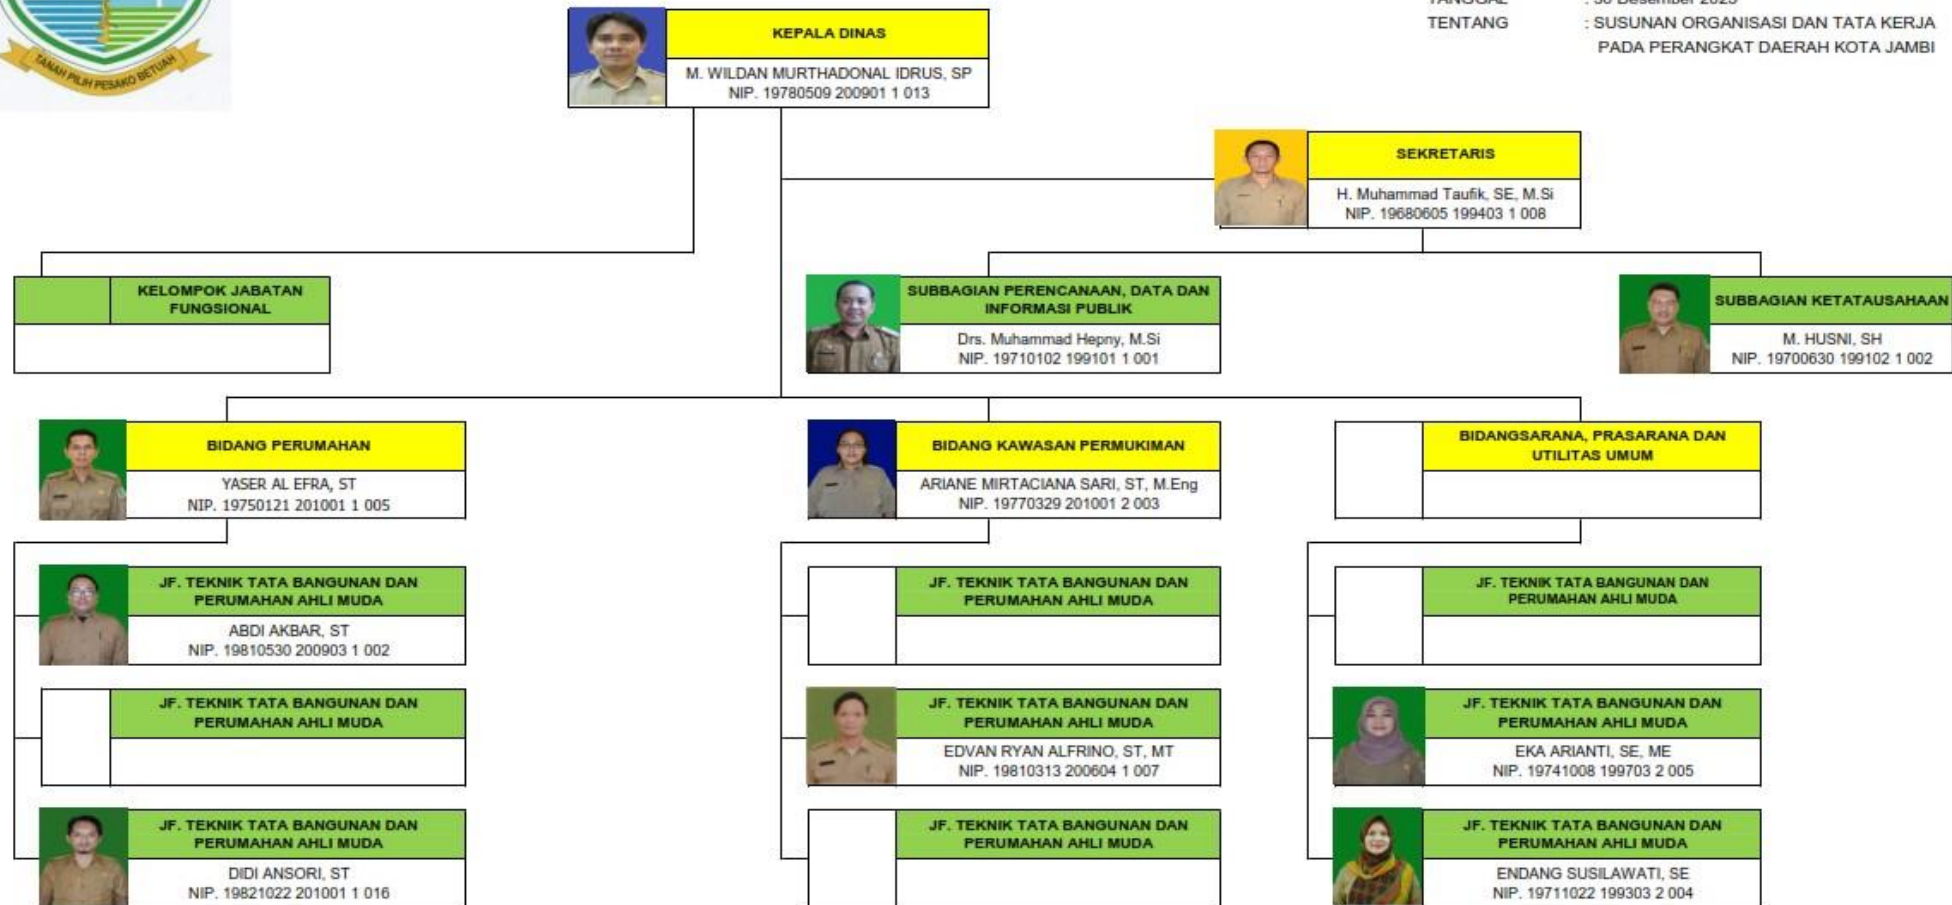 TANAH PILIH PESAKO BETUAH
KEPALA DINAS
M. WILDAN MURTHADONAL IDRUS, SP
NIP. 19780509 200901 1 013
TANGGAL : 30 Desember 2023
TENTANG : SUSUNAN ORGANISASI DAN TATA KERJA
PADA PERANGKAT DAERAH KOTA JAMBI
SEKRETARIS
H. Muhammad Taufik, SE, M.Si
NIP. 19680605 199403 1 008
KELOMPOK JABATAN
FUNGSIONAL
SUBBAGIAN PERENCANAAN, DATA DAN
INFORMASI PUBLIK
Drs. Muhammad Hepny, M.Si
NIP. 19710102 199101 1 001
SUBBAGIAN KETATAUSAHAAN
M. HUSNI, SH
NIP. 19700630 199102 1 002
BIDANG PERUMAHAN
YASER AL EFRA, ST
NIP. 19750121 201001 1 005
BIDANG KAWASAN PERMUKIMAN
ARIANE MIRTACIANA SARI, ST, M.Eng
NIP. 19770329 201001 2 003
BIDANGSARANA, PRASARANA DAN
UTILITAS UMUM
JF. TEKNIK TATA BANGUNAN DAN
PERUMAHAN AHLI MUDA
ABDI AKBAR, ST
NIP. 19810530 200903 1 002
JF. TEKNIK TATA BANGUNAN DAN
PERUMAHAN AHLI MUDA
JF. TEKNIK TATA BANGUNAN DAN
PERUMAHAN AHLI MUDA
JF. TEKNIK TATA BANGUNAN DAN
PERUMAHAN AHLI MUDA
JF. TEKNIK TATA BANGUNAN DAN
PERUMAHAN AHLI MUDA
EDVAN RYAN ALFRINO, ST, MT
NIP. 19810313 200604 1 007
JF. TEKNIK TATA BANGUNAN DAN
PERUMAHAN AHLI MUDA
EKA ARIANTI, SE, ME
NIP. 19741008 199703 2 005
JF. TEKNIK TATA BANGUNAN DAN
PERUMAHAN AHLI MUDA
DIDI ANSORI, ST
NIP. 19821022 201001 1 016
JF. TEKNIK TATA BANGUNAN DAN
PERUMAHAN AHLI MUDA
JF. TEKNIK TATA BANGUNAN DAN
PERUMAHAN AHLI MUDA
ENDANG SUSILAWATI, SE
NIP. 19711022 199303 2 004